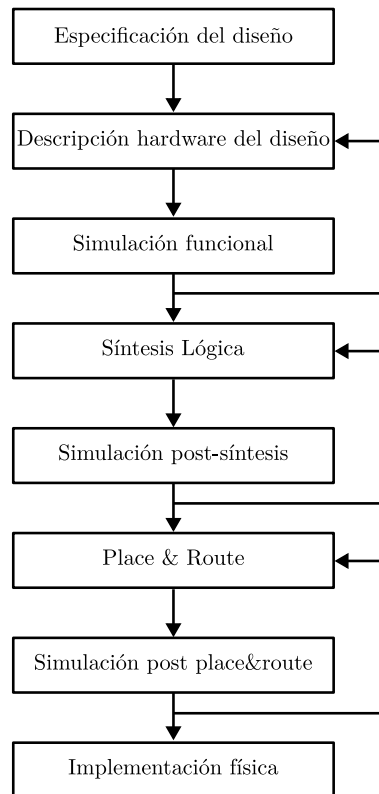 Especificación del diseño
Descripción hardware del diseño
Simulación funcional
Síntesis Lógica
Simulación post-síntesis
Place & Route
Simulación post place&route
Implementación física